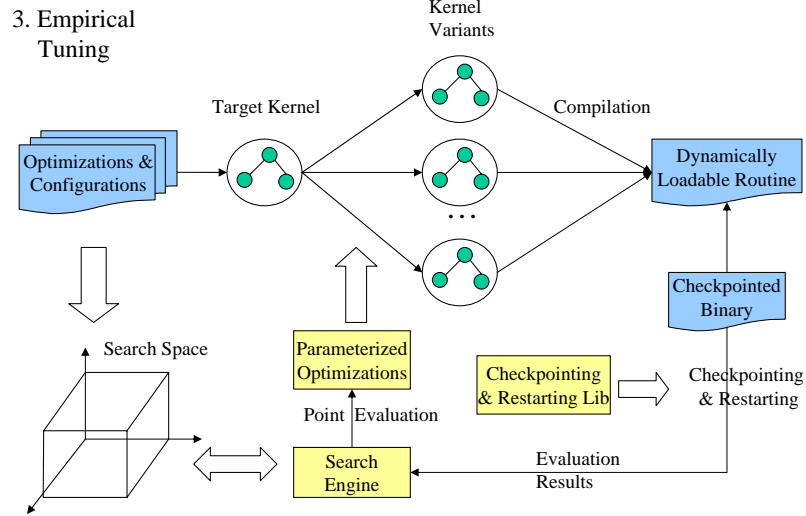 3. Empirical
Tuning
Kernel
Variants
Target Kernel
Compilation
Optimizations &
Configurations
Dynamically
Loadable Routine
...
Checkpointed
Binary
Search Space
Parameterized
Optimizations
Checkpointing
& Restarting Lib
Checkpointing
& Restarting
Point Evaluation
Search
Engine
Evaluation
Results